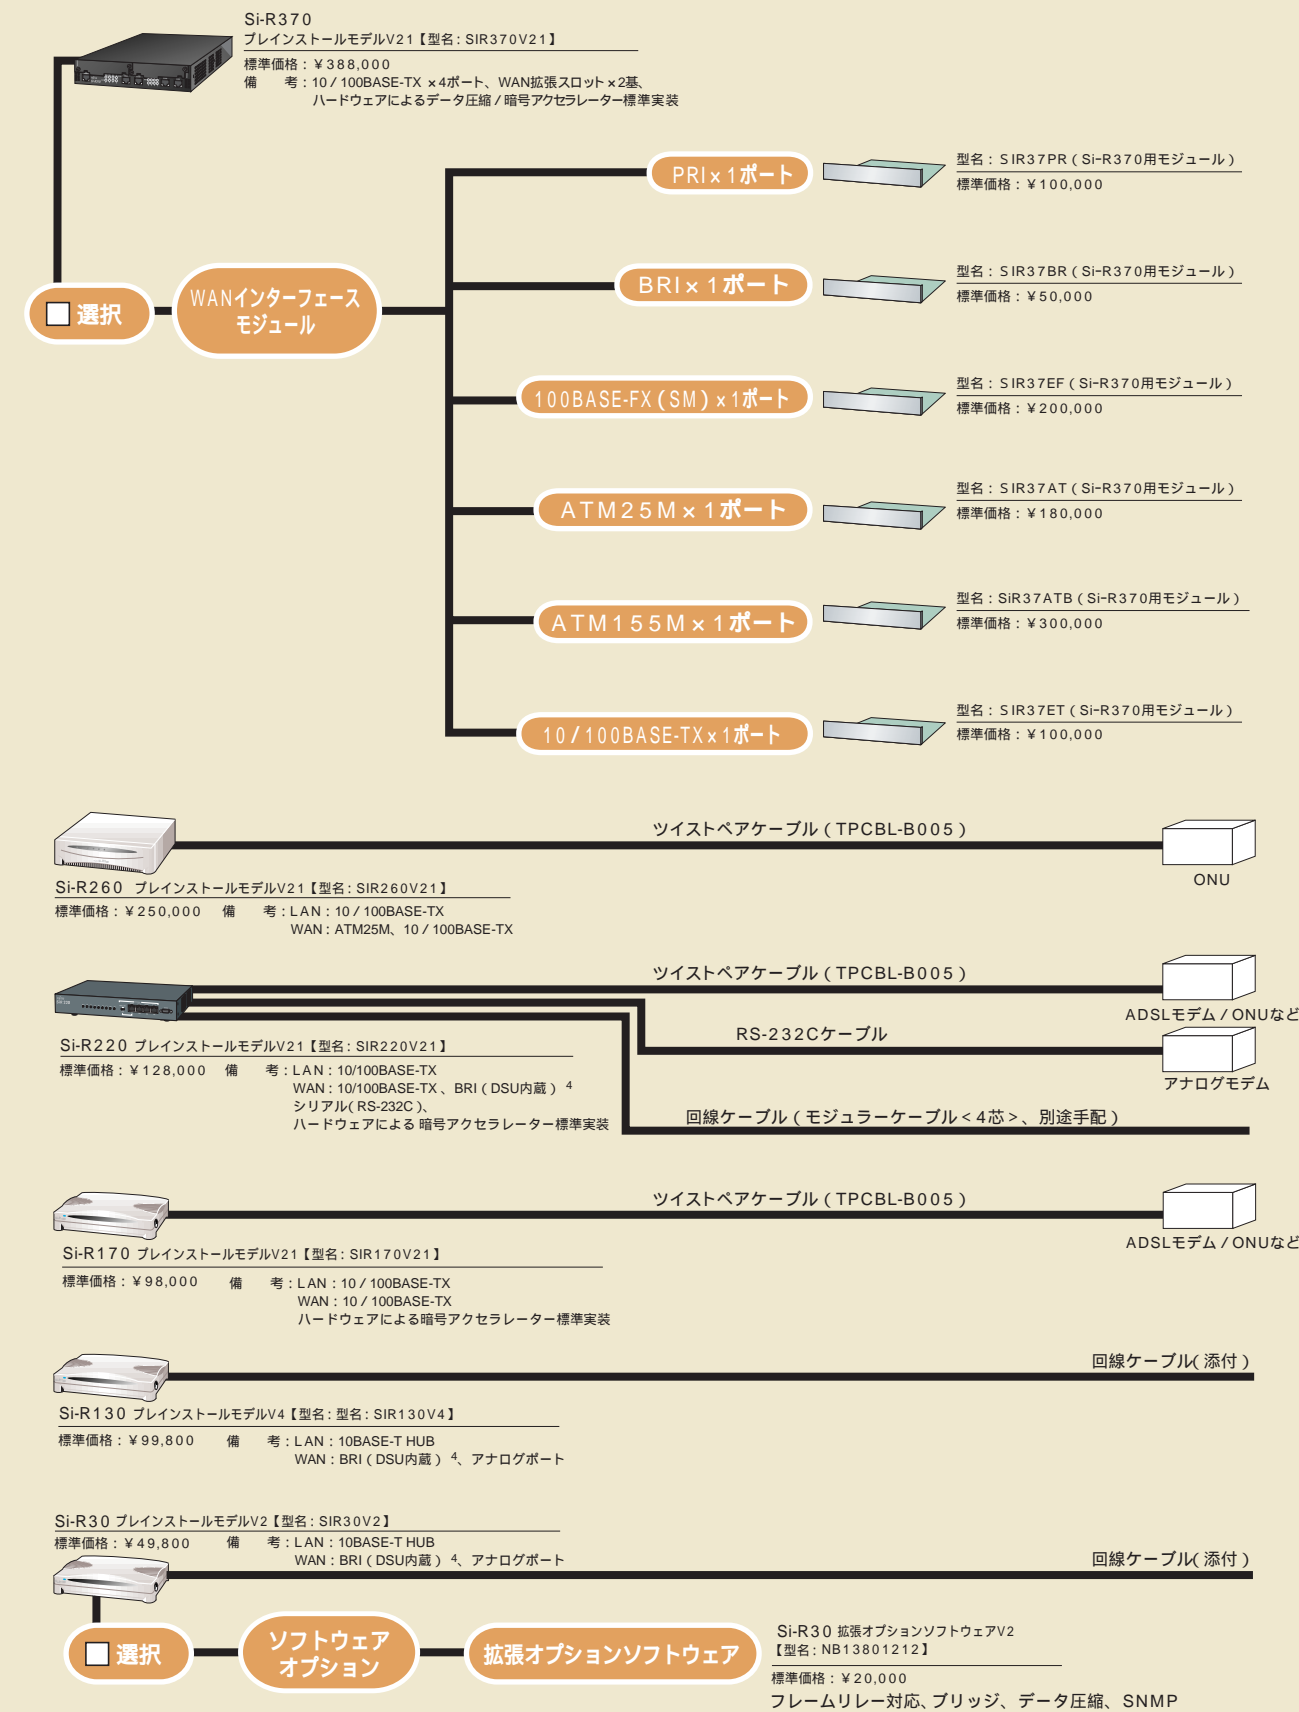 Si-R370
プレインストールモデルV21【型名：SIR370V21】
標準価格：￥388,000
備　考：10／100BASE-TX ×4ポート、WAN拡張スロット×2基、
ハードウェアによるデータ圧縮／暗号アクセラレーター標準実装
PRI×1ポート
型名：SIR37PR（Si-R370用モジュール）
標準価格：￥100,000
BRI×1ポート
型名：SIR37BR（Si-R370用モジュール）
標準価格：￥50,000
選択
WANインターフェース
モジュール
100BASE-FX（SM）×1ポート
型名：SIR37EF（Si-R370用モジュール）
標準価格：￥200,000
ATM25M×1ポート
型名：SIR37AT（Si-R370用モジュール）
標準価格：￥180,000
ATM155M×1ポート
型名：SiR37ATB（Si-R370用モジュール）
標準価格：￥300,000
10／100BASE-TX×1ポート
型名：SIR37ET（Si-R370用モジュール）
標準価格：￥100,000
ツイストペアケーブル（TPCBL-B005）
ONU
Si-R260 プレインストールモデルV21【型名：SIR260V21】
標準価格：￥250,000　備　考：LAN：10／100BASE-TX
WAN：ATM25M、10／100BASE-TX
ツイストペアケーブル（TPCBL-B005）
ADSLモデム／ONUなど
RS-232Cケーブル
アナログモデム
Si-R220 プレインストールモデルV21【型名：SIR220V21】
標準価格：￥128,000　備　考：LAN：10/100BASE-TX
WAN：10/100BASE-TX、BRI（DSU内蔵）4
シリアル（RS-232C）、
ハードウェアによる暗号アクセラレーター標準実装
回線ケーブル（モジュラーケーブル＜4芯＞、別途手配）
ツイストペアケーブル（TPCBL-B005）
ADSLモデム／ONUなど
Si-R170 プレインストールモデルV21【型名：SIR170V21】
標準価格：￥98,000　備　考：LAN：10／100BASE-TX
WAN：10／100BASE-TX
ハードウェアによる暗号アクセラレーター標準実装
回線ケーブル（添付）
Si-R130 プレインストールモデルV4【型名：型名：SIR130V4】
標準価格：￥99,800　備　考：LAN：10BASE-T HUB
WAN：BRI（DSU内蔵）4、アナログポート
Si-R30 プレインストールモデルV2【型名：SIR30V2】
標準価格：￥49,800　備　考：LAN：10BASE-T HUB
WAN：BRI（DSU内蔵）4、アナログポート
回線ケーブル（添付）
選択
ソフトウェア
オプション
拡張オプションソフトウェア
Si-R30 拡張オプションソフトウェアV2
【型名：NB13801212】
標準価格：￥20,000
フレームリレー対応、ブリッジ、データ圧縮、SNMP